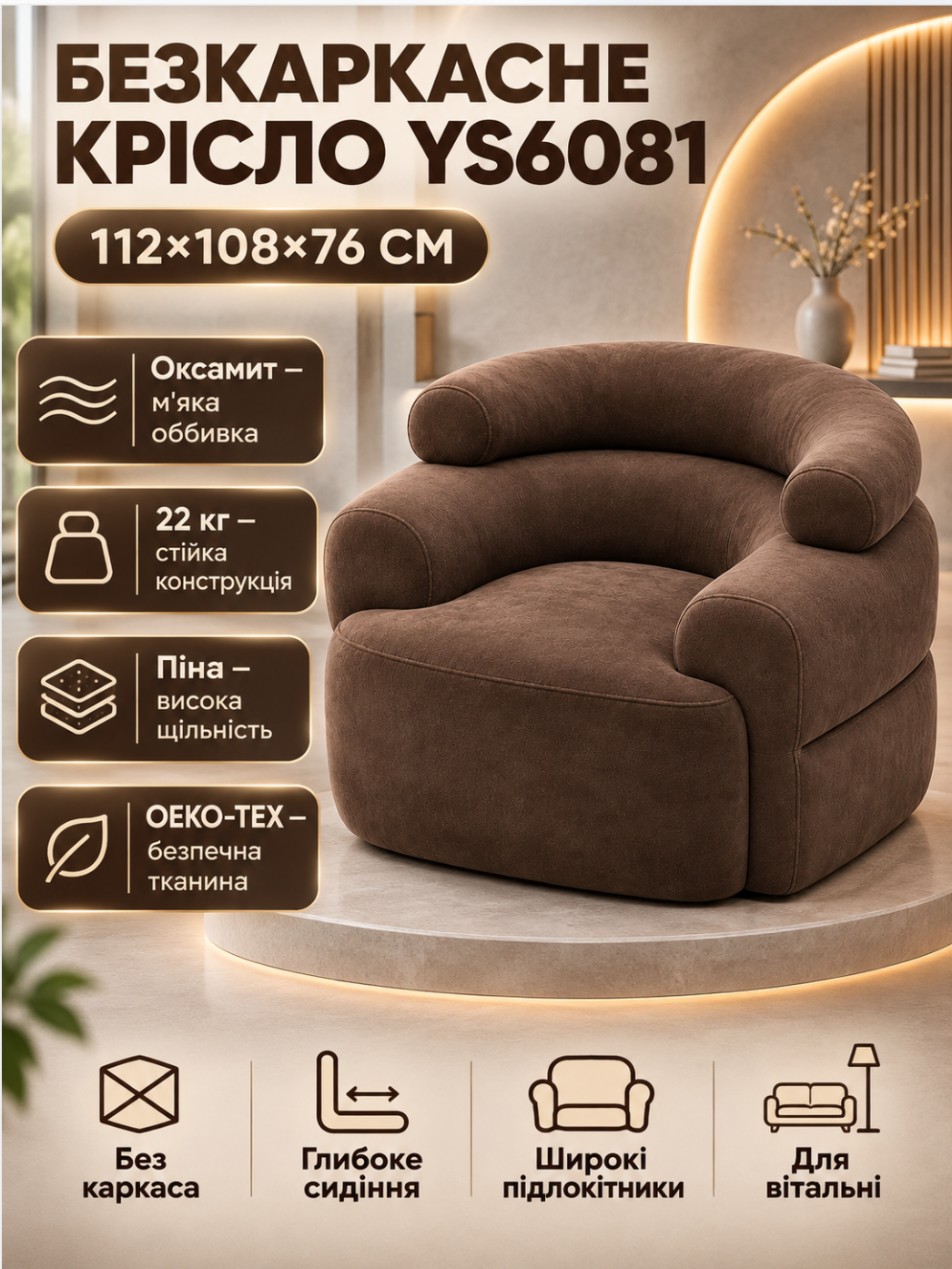 БЕЗКАРКАСНЕ
КРІСЛО YS6081
112×108×76 СМ
Оксамит –
м'яка
оббивка
22 кг –
стійка
конструкція
Піна –
висока
щільність
OEKO-TEX –
безпечна
тканина
Без
каркаса
Глибоке
сидіння
Широкі
підлокітники
Для
вітальні